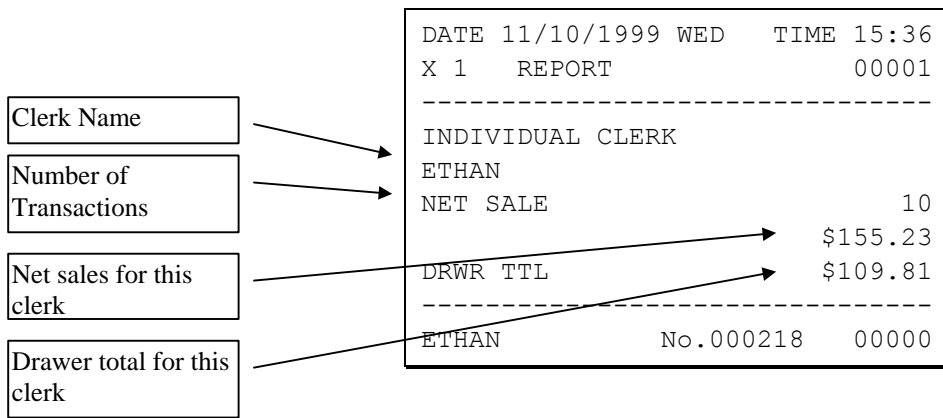 Clerk Name
Number of
Transactions
Net sales for this
clerk
Drawer total for this
clerk
DATE 11/10/1999 WED TIME 15:36
X 1 REPORT 00001
--------------------------------
INDIVIDUAL CLERK
ETHAN
NET SALE 10
$155.23
DRWR TTL $109.81
--------------------------------
ETHAN No.000218 00000